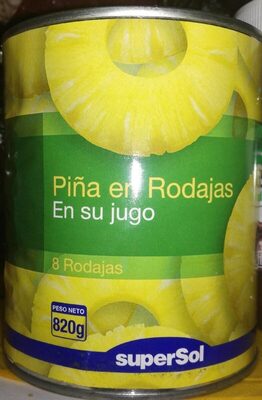 Piña en Rodajas
En su jugo
8 Rodajas
PESO NETO
820g
superSol